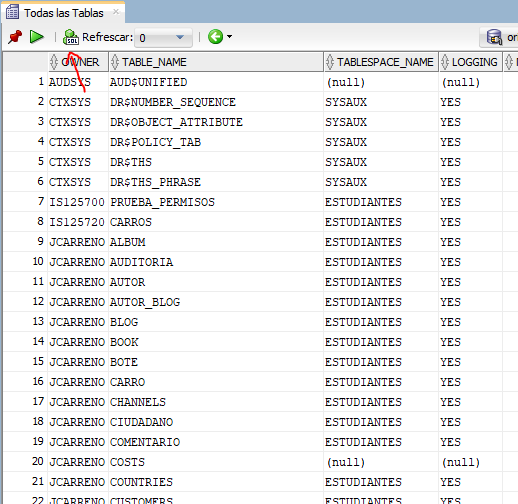 Todas las Tablas
SQL Refrescar: 0 or
OWNER TABLE_NAME TABLESPACE_NAME LOGGING
1 AUDSYS AUD$UNIFIED (null) (null)
2 CTXSYS DR$NUMBER_SEQUENCE SYSAUX YES
3 CTXSYS DR$OBJECT_ATTRIBUTE SYSAUX YES
4 CTXSYS DR$POLICY_TAB SYSAUX YES
5 CTXSYS DR$THS SYSAUX YES
6 CTXSYS DR$THS_PHRASE SYSAUX YES
7 IS125700 PRUEBA_PERMISOS ESTUDIANTES YES
8 IS125720 CARROS ESTUDIANTES YES
9 JCARRENO ALBUM ESTUDIANTES YES
10 JCARRENO AUDITORIA ESTUDIANTES YES
11 JCARRENO AUTOR ESTUDIANTES YES
12 JCARRENO AUTOR_BLOG ESTUDIANTES YES
13 JCARRENO BLOG ESTUDIANTES YES
14 JCARRENO BOOK ESTUDIANTES YES
15 JCARRENO BOTE ESTUDIANTES YES
16 JCARRENO CARRO ESTUDIANTES YES
17 JCARRENO CHANNELS ESTUDIANTES YES
18 JCARRENO CIUDADANO ESTUDIANTES YES
19 JCARRENO COMENTARIO ESTUDIANTES YES
20 JCARRENO COSTS (null) (null)
21 JCARRENO COUNTRIES ESTUDIANTES YES
22 JCARRENO CUSTOMERS ESTUDIANTES YES